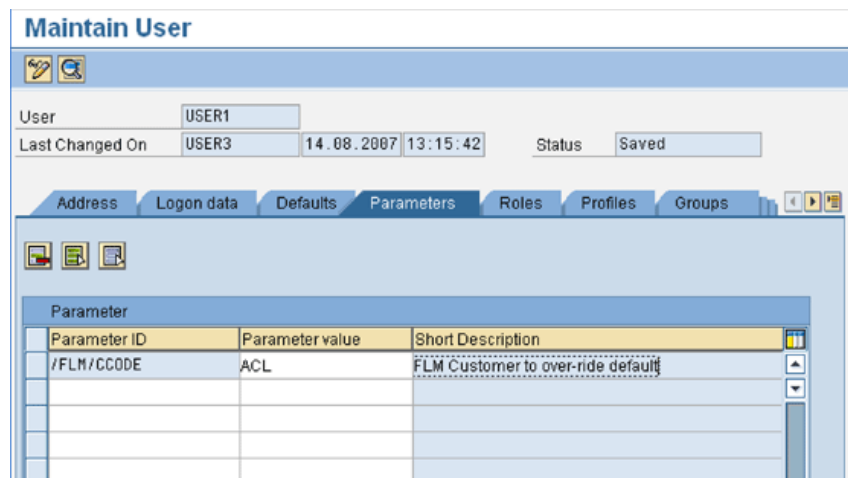 Maintain User
User USER1
Last Changed On USER3 14.08.2007 13:15:42 Status Saved
Address Logon data Defaults Parameters Roles Profiles Groups
Parameter
Parameter ID Parameter value Short Description
/FLM/CCODE ACL FLM Customer to over-ride default